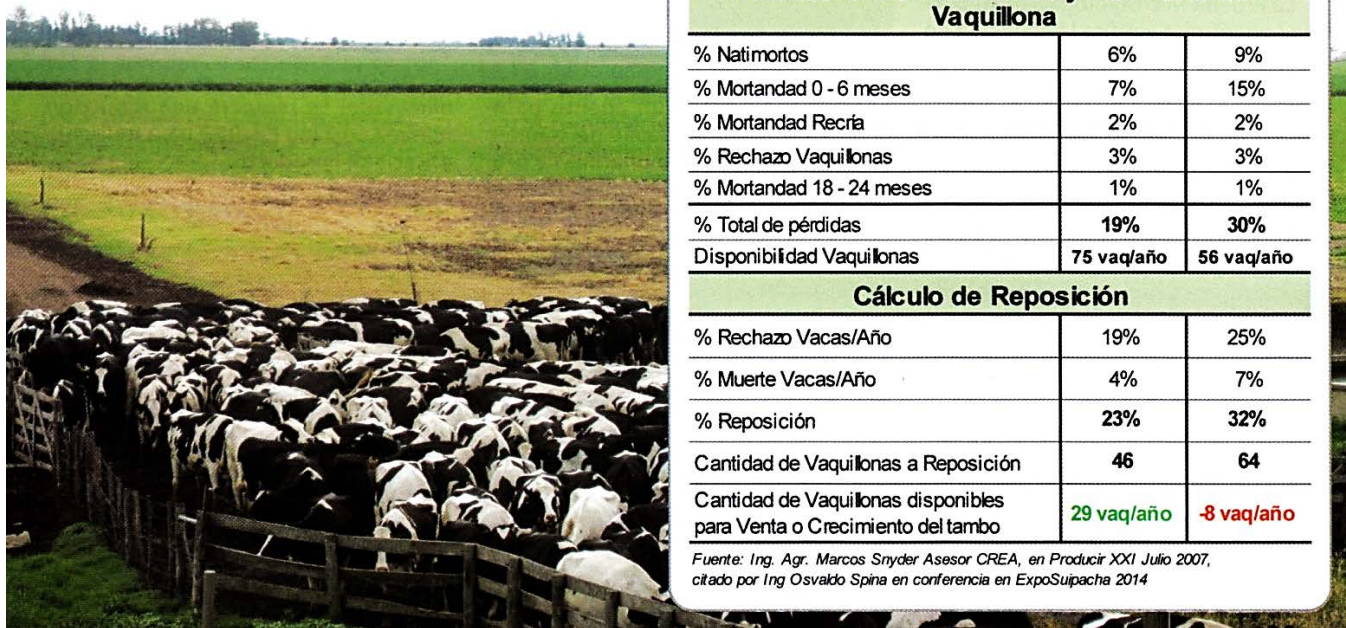 Vaquillona
% Natimortos 6% 9%
% Mortandad 0 - 6 meses 7% 15%
% Mortandad Recría 2% 2%
% Rechazo Vaquillonas 3% 3%
% Mortandad 18 - 24 meses 1% 1%
% Total de pérdidas 19% 30%
Disponibilidad Vaquillonas 75 vaq/año 56 vaq/año
Cálculo de Reposición
% Rechazo Vacas/Año 19% 25%
% Muerte Vacas/Año 4% 7%
% Reposición 23% 32%
Cantidad de Vaquillonas a Reposición 46 64
Cantidad de Vaquillonas disponibles
para Venta o Crecimiento del tambo 29 vaq/año -8 vaq/año
Fuente: Ing. Agr. Marcos Snyder Asesor CREA, en Producir XXI Julio 2007,
citado por Ing Osvaldo Spina en conferencia en ExpoSuipacha 2014